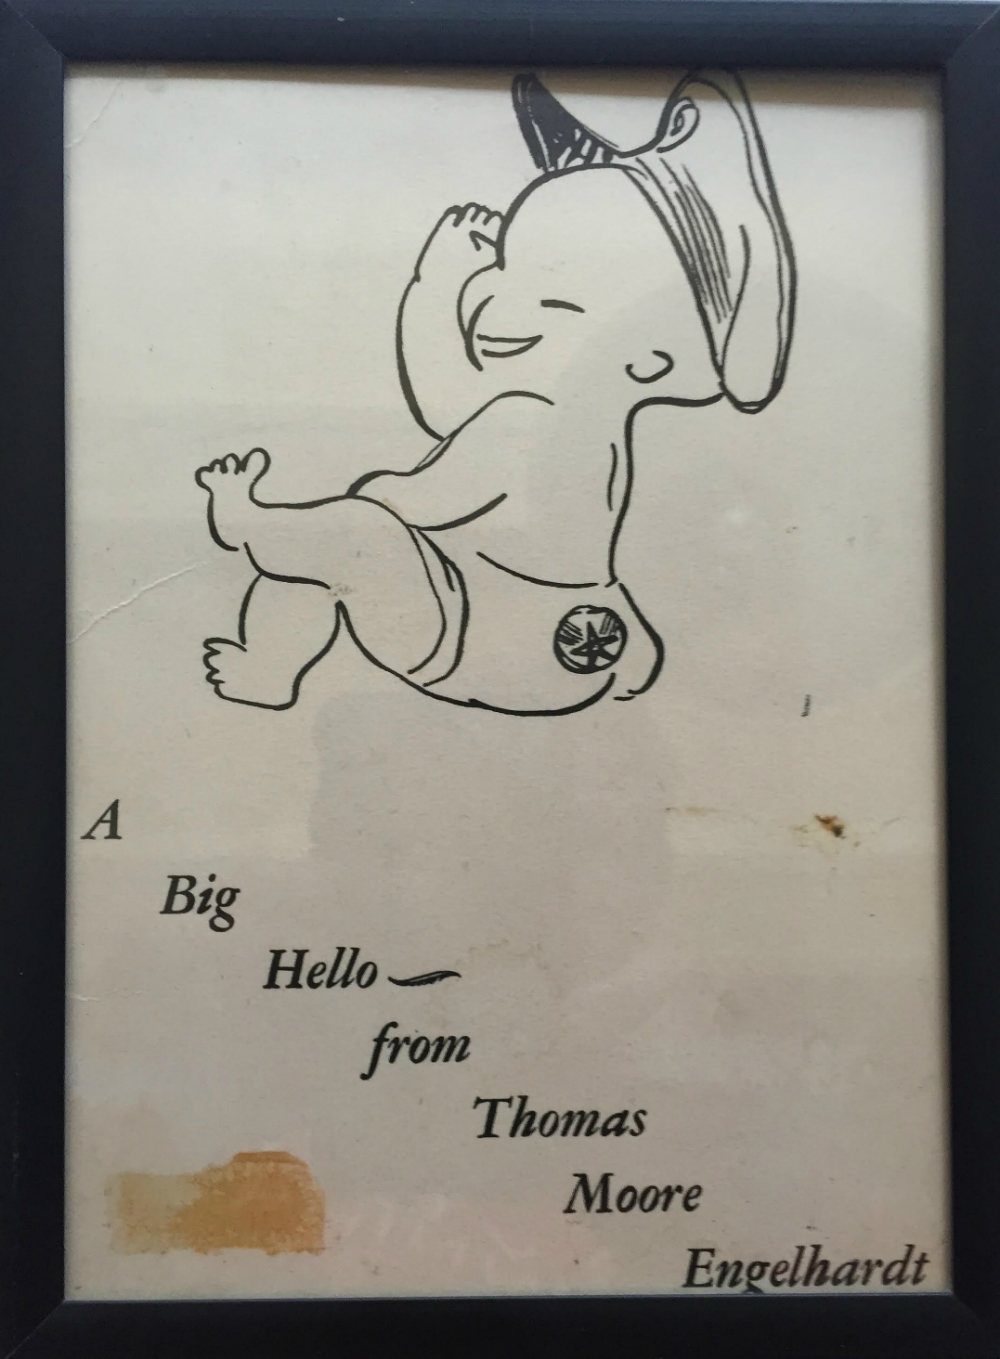 A
Big
Hello
from
Thomas
Moore
Engelhardt